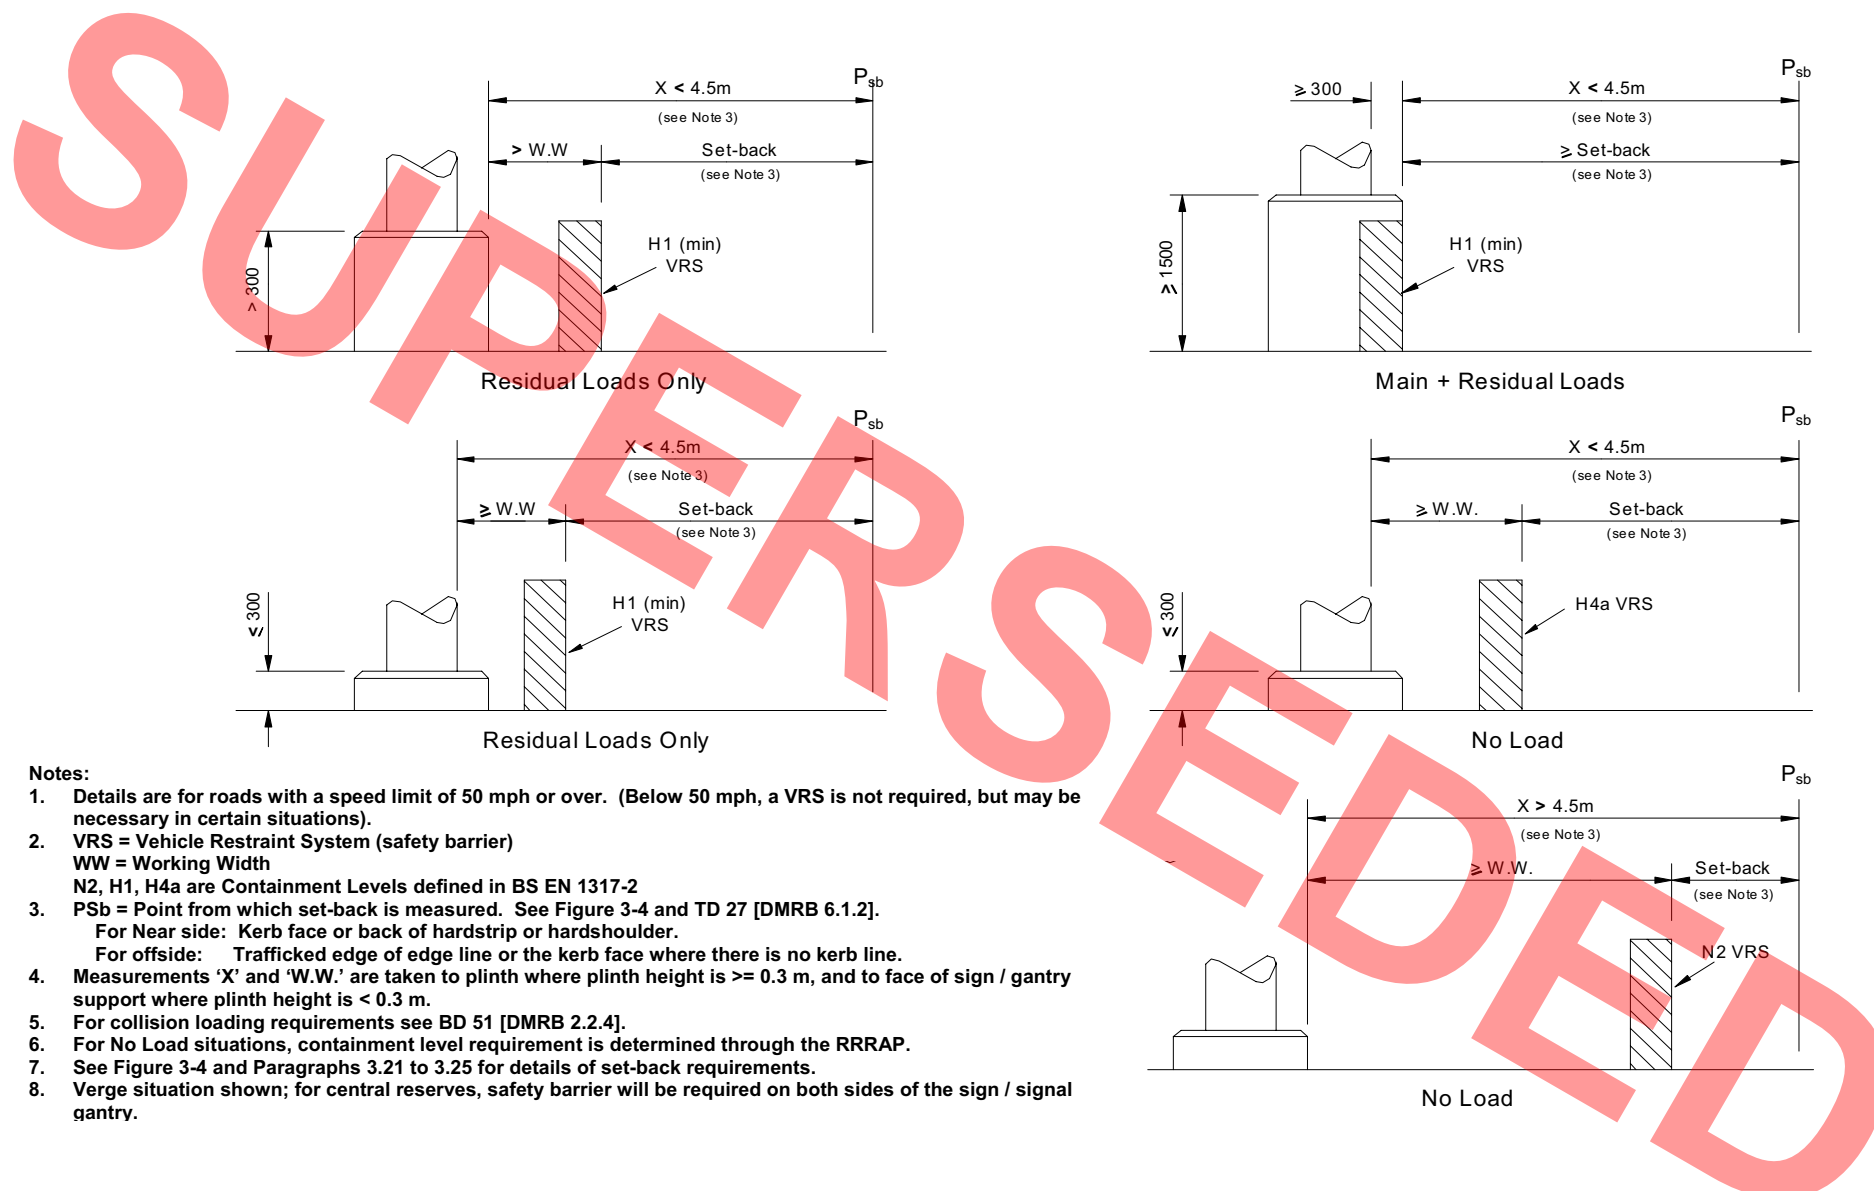 P_sb
X < 4.5m
(see Note 3)
> W.W
Set-back
(see Note 3)
> 300
H1 (min)
VRS
Residual Loads Only
P_sb
≥ 300
X < 4.5m
(see Note 3)
≥ Set-back
(see Note 3)
≥ 1500
H1 (min)
VRS
Main + Residual Loads
P_sb
X < 4.5m
(see Note 3)
≥ W.W
Set-back
(see Note 3)
≤ 300
H1 (min)
VRS
Residual Loads Only
P_sb
X < 4.5m
(see Note 3)
≥ W.W.
Set-back
(see Note 3)
≤ 300
H4a VRS
No Load
P_sb
X > 4.5m
(see Note 3)
≥ W.W.
Set-back
(see Note 3)
N2 VRS
No Load
Notes:
1. Details are for roads with a speed limit of 50 mph or over. (Below 50 mph, a VRS is not required, but may be
necessary in certain situations).
2. VRS = Vehicle Restraint System (safety barrier)
WW = Working Width
N2, H1, H4a are Containment Levels defined in BS EN 1317-2
3. PSb = Point from which set-back is measured. See Figure 3-4 and TD 27 [DMRB 6.1.2].
For Near side: Kerb face or back of hardstrip or hardshoulder.
For offside: Trafficked edge of edge line or the kerb face where there is no kerb line.
4. Measurements ‘X’ and ‘W.W.’ are taken to plinth where plinth height is >= 0.3 m, and to face of sign / gantry
support where plinth height is < 0.3 m.
5. For collision loading requirements see BD 51 [DMRB 2.2.4].
6. For No Load situations, containment level requirement is determined through the RRRAP.
7. See Figure 3-4 and Paragraphs 3.21 to 3.25 for details of set-back requirements.
8. Verge situation shown; for central reserves, safety barrier will be required on both sides of the sign / signal
gantry.
SUPERSEDED